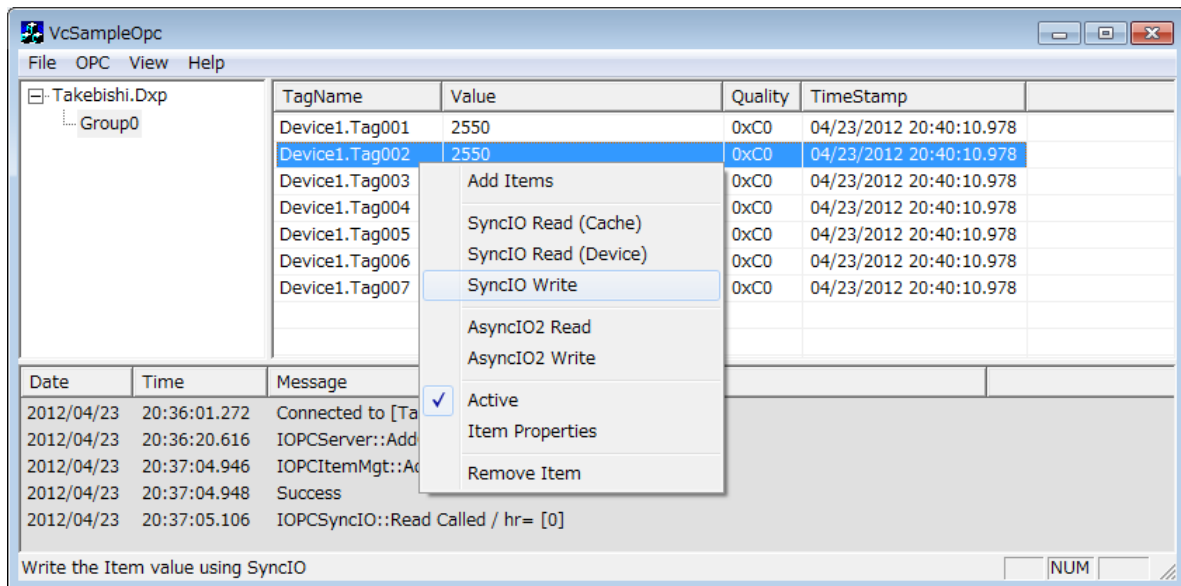 VcSampleOpc
File OPC View Help
Takebishi.Dxp
Group0
TagName Value Quality TimeStamp
Device1.Tag001 2550 0xC0 04/23/2012 20:40:10.978
Device1.Tag002 2550 0xC0 04/23/2012 20:40:10.978
Device1.Tag003 0xC0 04/23/2012 20:40:10.978
Device1.Tag004 0xC0 04/23/2012 20:40:10.978
Device1.Tag005 0xC0 04/23/2012 20:40:10.978
Device1.Tag006 0xC0 04/23/2012 20:40:10.978
Device1.Tag007 0xC0 04/23/2012 20:40:10.978
Add Items
SyncIO Read (Cache)
SyncIO Read (Device)
SyncIO Write
AsyncIO2 Read
AsyncIO2 Write
Active
Item Properties
Remove Item
Date Time Message
2012/04/23 20:36:01.272 Connected to [Ta
2012/04/23 20:36:20.616 IOPCServer::Add
2012/04/23 20:37:04.946 IOPCItemMgt::Ad
2012/04/23 20:37:04.948 Success
2012/04/23 20:37:05.106 IOPCSyncIO::Read Called / hr= [0]
Write the Item value using SyncIO NUM